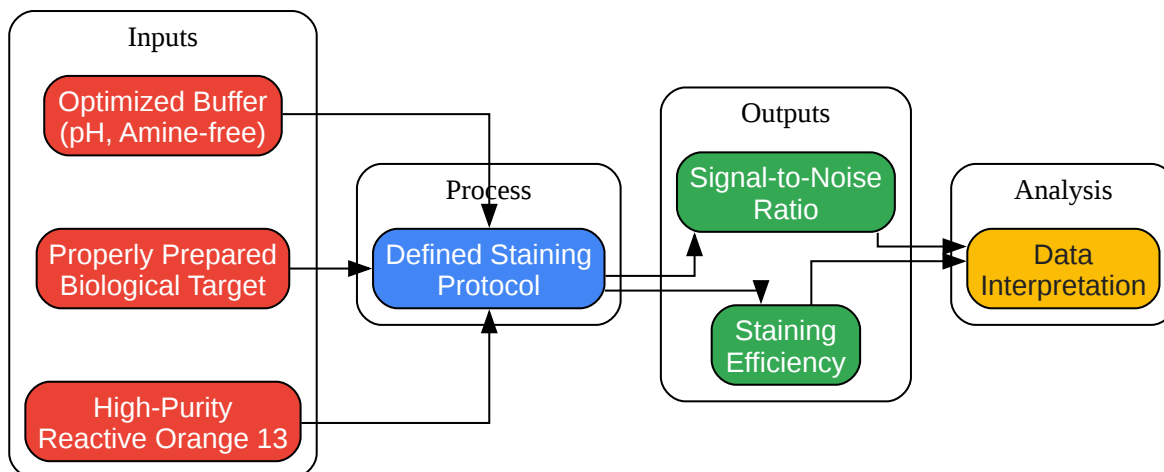 Inputs
Optimized Buffer
(pH, Amine-free)
Properly Prepared
Biological Target
High-Purity
Reactive Orange 13
Process
Defined Staining
Protocol
Outputs
Signal-to-Noise
Ratio
Staining
Efficiency
Analysis
Data
Interpretation